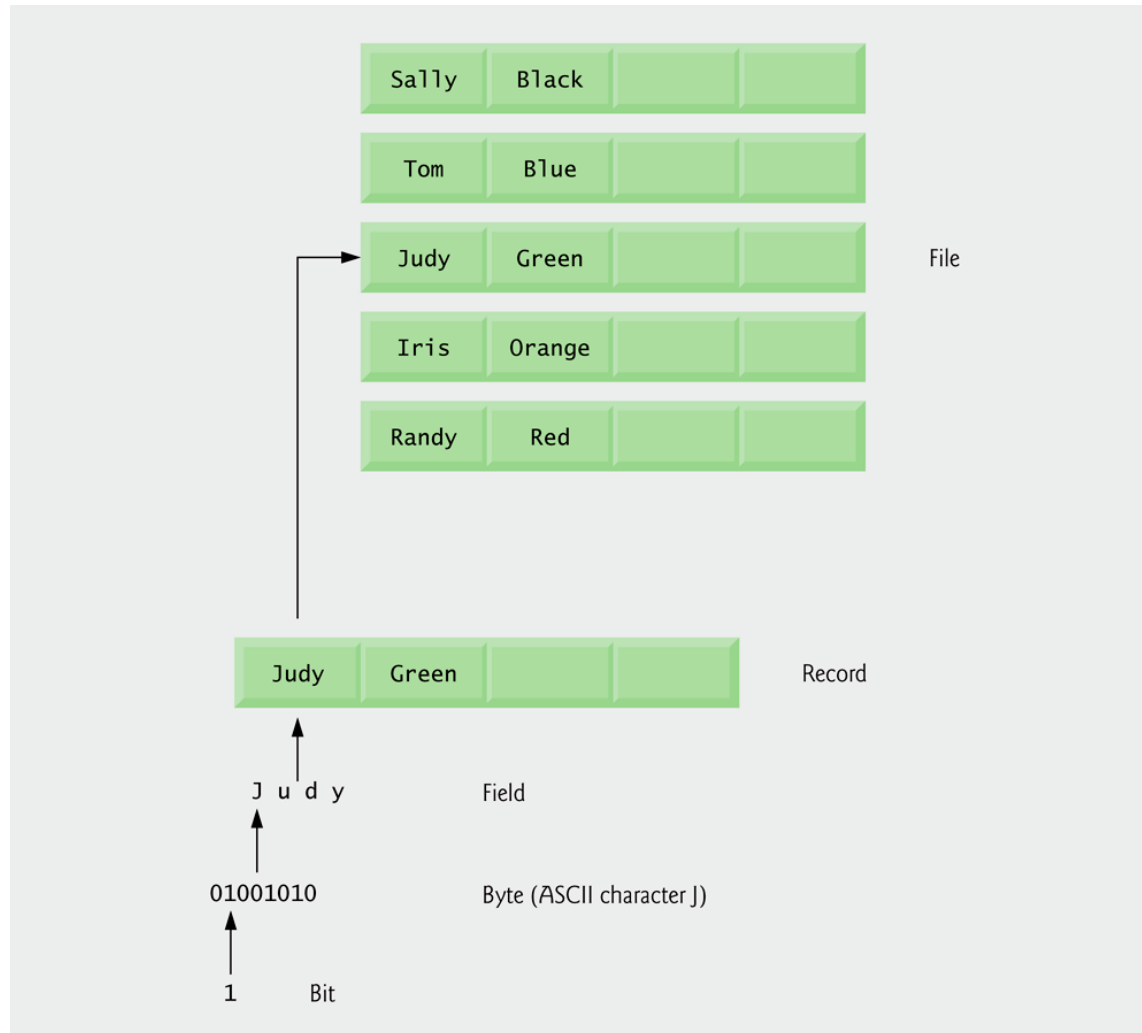 Sally Black
Tom Blue
Judy Green File
Iris Orange
Randy Red
Judy Green Record
J u d y Field
01001010 Byte (ASCII character J)
1 Bit